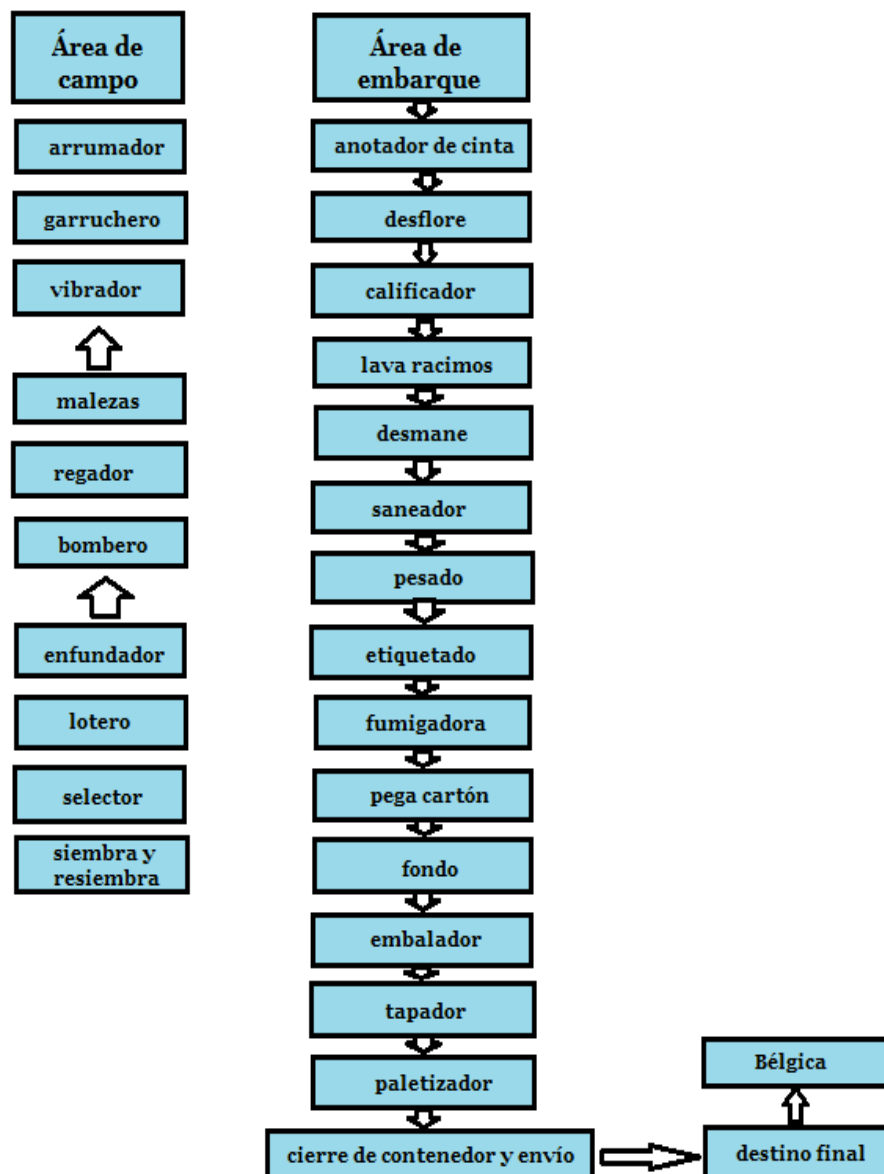 Área de
campo
arrumador
garruchero
vibrador
malezas
regador
bombero
enfundador
lotero
selector
siembra y
resiembra
Área de
embarque
anotador de cinta
desflore
calificador
lava racimos
desmane
saneador
pesado
etiquetado
fumigadora
pega cartón
fondo
embalador
tapador
paletizador
cierre de contenedor y envío
destino final
Bélgica